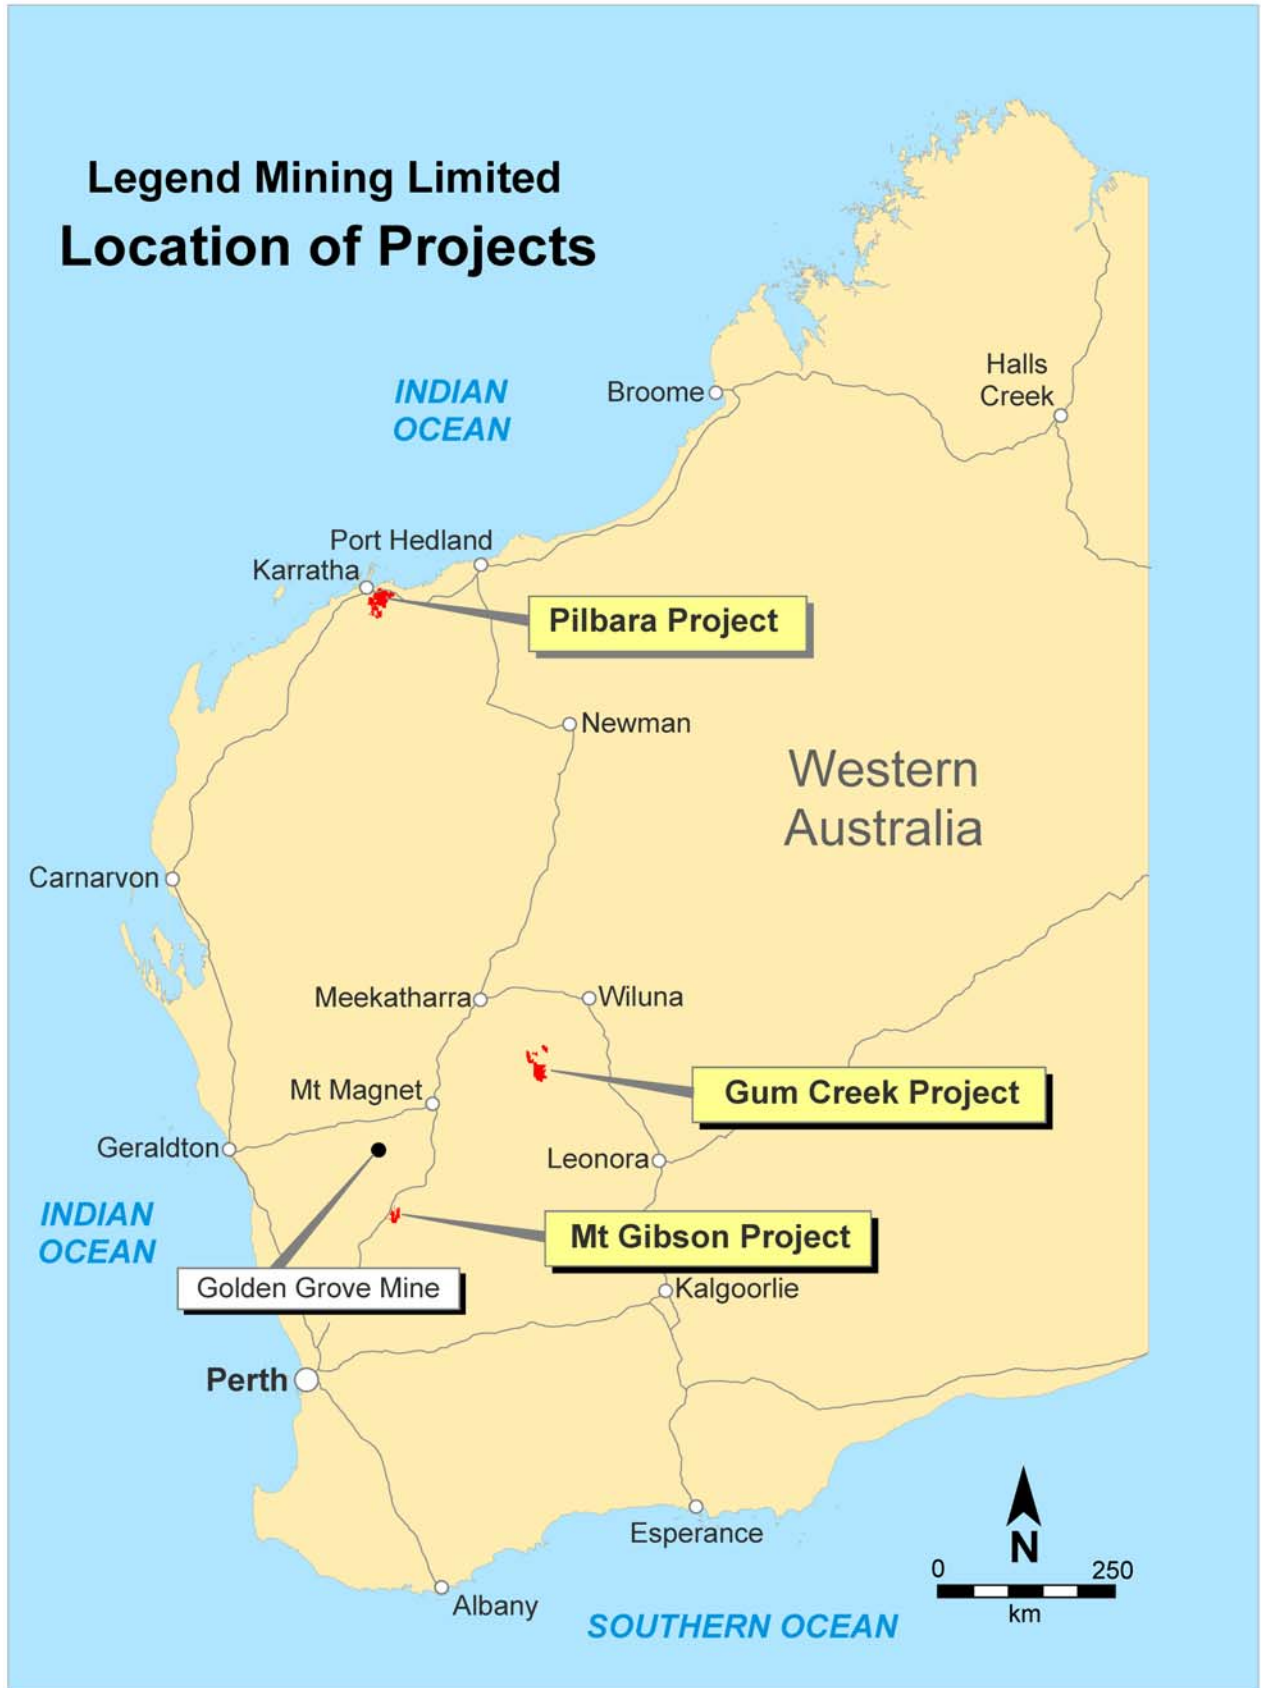 Legend Mining Limited
Location of Projects
INDIAN
OCEAN
Broome
Halls
Creek
Port Hedland
Karratha
Pilbara Project
Newman
Western
Australia
Carnarvon
Meekatharra
Wiluna
Gum Creek Project
Mt Magnet
Geraldton
Leonora
INDIAN
OCEAN
Mt Gibson Project
Golden Grove Mine
Kalgoorlie
Perth
Esperance
N
0 250
km
Albany
SOUTHERN OCEAN